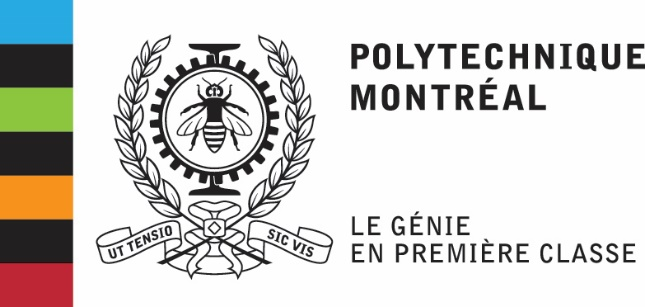 POLYTECHNIQUE
MONTRÉAL
UT TENSIO SIC VIS
LE GÉNIE
EN PREMIÈRE CLASSE